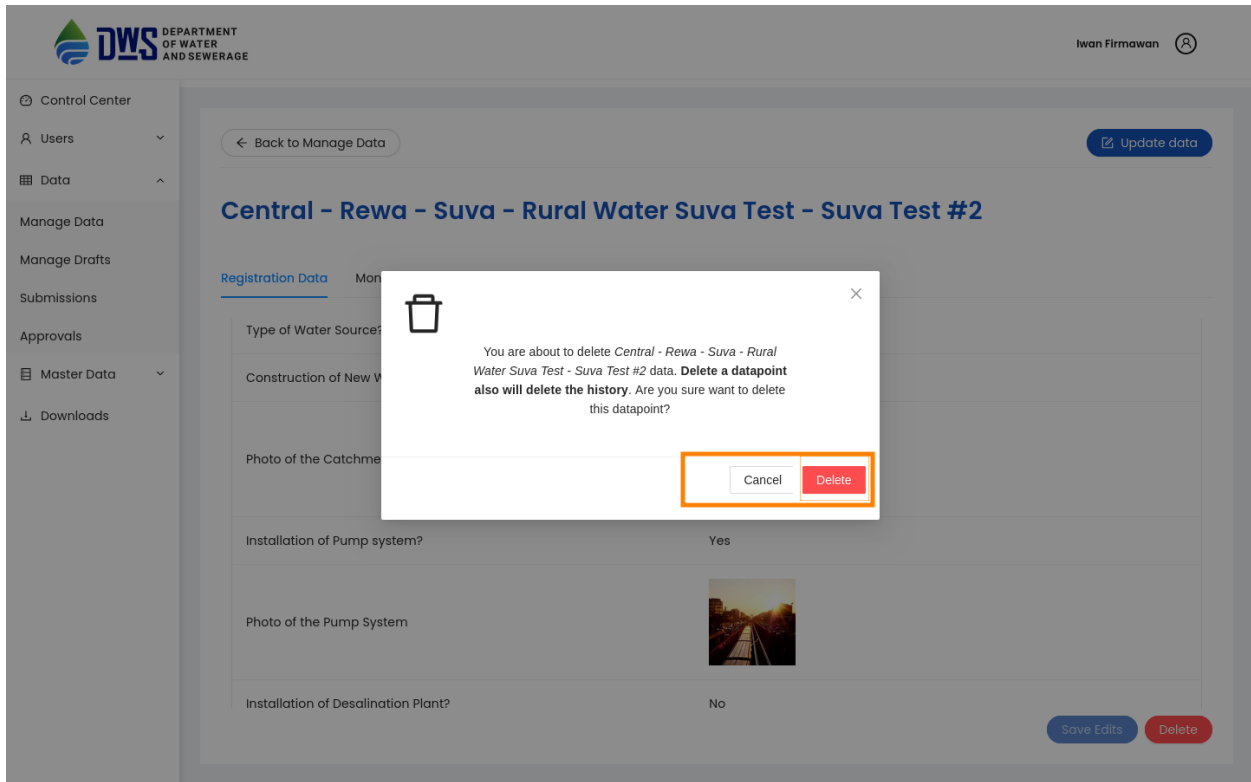 DWS DEPARTMENT
OF WATER
AND SEWERAGE
Iwan Firmawan
Control Center
Users
Data
Manage Data
Manage Drafts
Submissions
Approvals
Master Data
Downloads
Back to Manage Data
Update data
Central - Rewa - Suva - Rural Water Suva Test - Suva Test #2
Registration Data Mon
Type of Water Source?
Construction of New W
Photo of the Catchme
You are about to delete Central - Rewa - Suva - Rural
Water Suva Test - Suva Test #2 data. Delete a datapoint
also will delete the history. Are you sure want to delete
this datapoint?
Cancel Delete
Installation of Pump system? Yes
Photo of the Pump System
Installation of Desalination Plant? No
Save Edits Delete